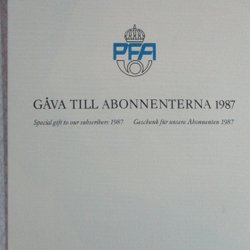 PFA
GÅVA TILL ABONNENTERNA 1987
Special gift to our subscribers 1987 Geschenk für unsere Abonnenten 1987